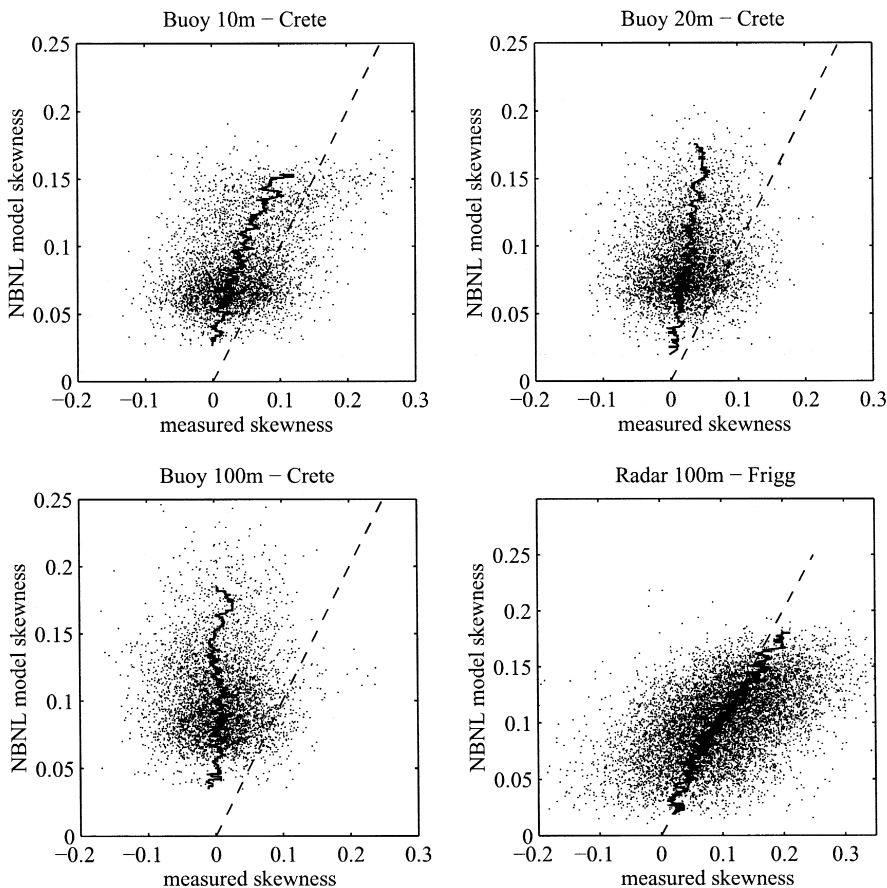 Buoy 10m − Crete
0.25
0.2
0.15
0.1
0.05
0
NBNL model skewness
−0.2 −0.1 0 0.1 0.2 0.3
measured skewness
Buoy 20m − Crete
0.25
0.2
0.15
0.1
0.05
0
NBNL model skewness
−0.2 −0.1 0 0.1 0.2 0.3
measured skewness
Buoy 100m − Crete
0.25
0.2
0.15
0.1
0.05
0
NBNL model skewness
−0.2 −0.1 0 0.1 0.2 0.3
measured skewness
Radar 100m − Frigg
0.25
0.2
0.15
0.1
0.05
0
NBNL model skewness
−0.2 −0.1 0 0.1 0.2 0.3
measured skewness